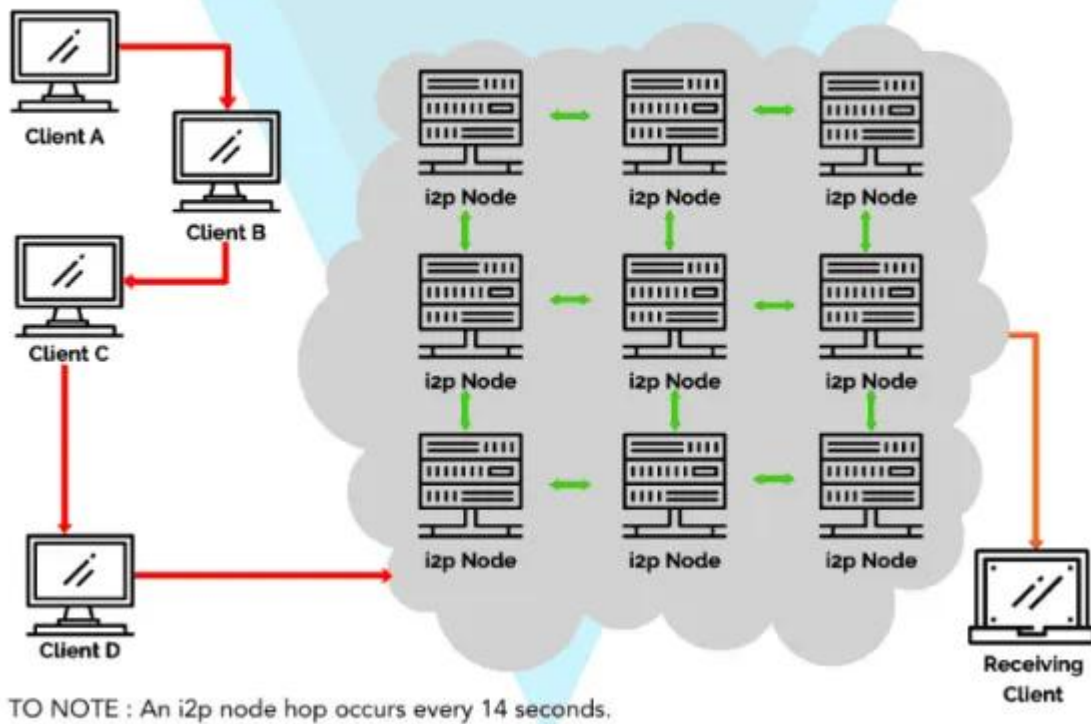 Client A
i2p Node i2p Node i2p Node
Client B
Client C
i2p Node i2p Node i2p Node
i2p Node i2p Node i2p Node
Client D
Receiving
Client
TO NOTE : An i2p node hop occurs every 14 seconds.